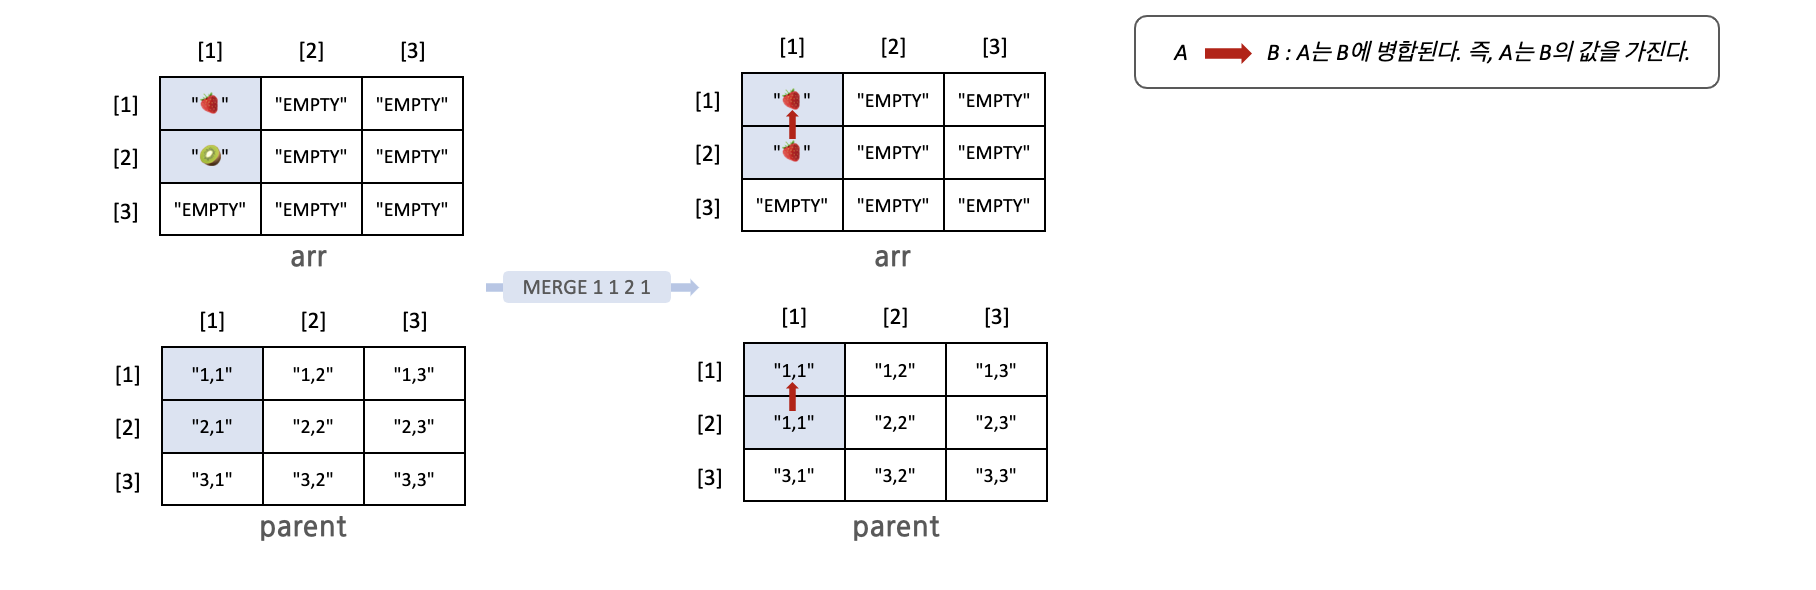 [1] [2] [3]
[1] "🍓" "EMPTY" "EMPTY"
[2] "🥝" "EMPTY" "EMPTY"
[3] "EMPTY" "EMPTY" "EMPTY"
arr
[1] [2] [3]
[1] "1,1" "1,2" "1,3"
[2] "2,1" "2,2" "2,3"
[3] "3,1" "3,2" "3,3"
parent
MERGE 1 1 2 1
[1] [2] [3]
[1] "🍓" "EMPTY" "EMPTY"
[2] "🍓" "EMPTY" "EMPTY"
[3] "EMPTY" "EMPTY" "EMPTY"
arr
[1] [2] [3]
[1] "1,1" "1,2" "1,3"
[2] "1,1" "2,2" "2,3"
[3] "3,1" "3,2" "3,3"
parent
A ➡ B : A는 B에 병합된다. 즉, A는 B의 값을 가진다.